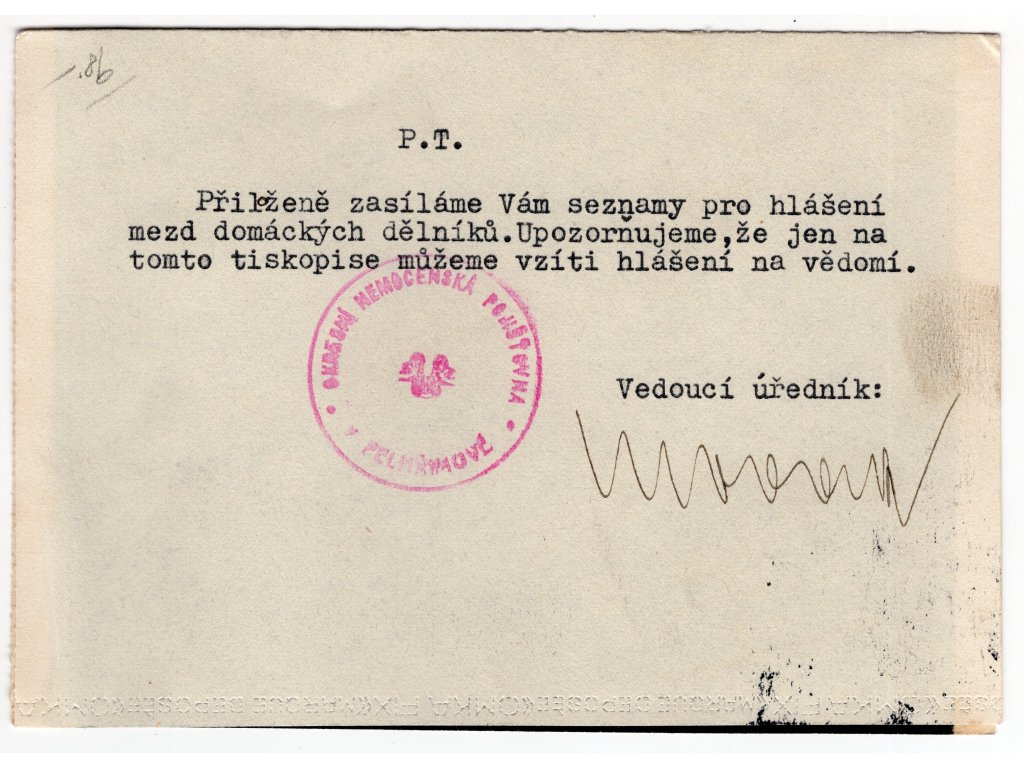 P.T.
Přiloženě zasíláme Vám seznamy pro hlášení
mezd domáckých dělníků.Upozorňujeme,že jen na
tomto tiskopise můžeme vzíti hlášení na vědomí.
OKRESNÍ NEMOCENSKÁ POJIŠŤOVNA
V PELHŘIMOVĚ
Vedoucí úředník: